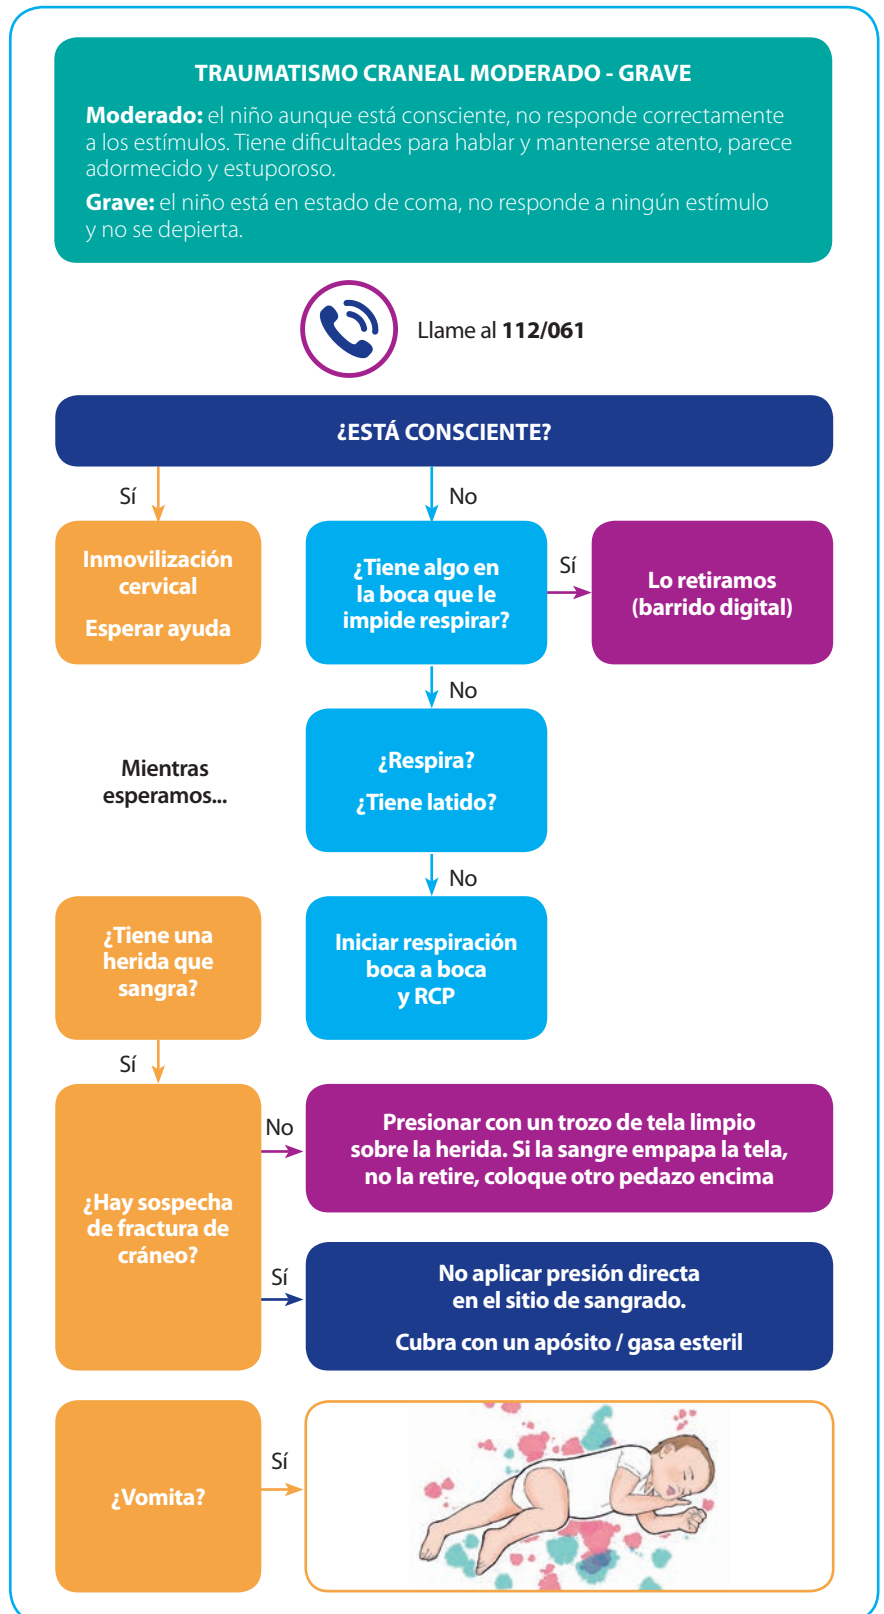 TRAUMATISMO CRANEAL MODERADO - GRAVE
Moderado: el niño aunque está consciente, no responde correctamente
a los estímulos. Tiene dificultades para hablar y mantenerse atento, parece
adormecido y estuporoso.
Grave: el niño está en estado de coma, no responde a ningún estímulo
y no se depierta.
Llame al 112/061
¿ESTÁ CONSCIENTE?
Sí
No
Inmovilización
cervical
Esperar ayuda
¿Tiene algo en
la boca que le
impide respirar?
Sí
Lo retiramos
(barrido digital)
No
Mientras
esperamos...
¿Respira?
¿Tiene latido?
No
¿Tiene una
herida que
sangra?
Iniciar respiración
boca a boca
y RCP
Sí
¿Hay sospecha
de fractura de
cráneo?
No
Presionar con un trozo de tela limpio
sobre la herida. Si la sangre empapa la tela,
no la retire, coloque otro pedazo encima
Sí
No aplicar presión directa
en el sitio de sangrado.
Cubra con un apósito / gasa esteril
¿Vomita?
Sí